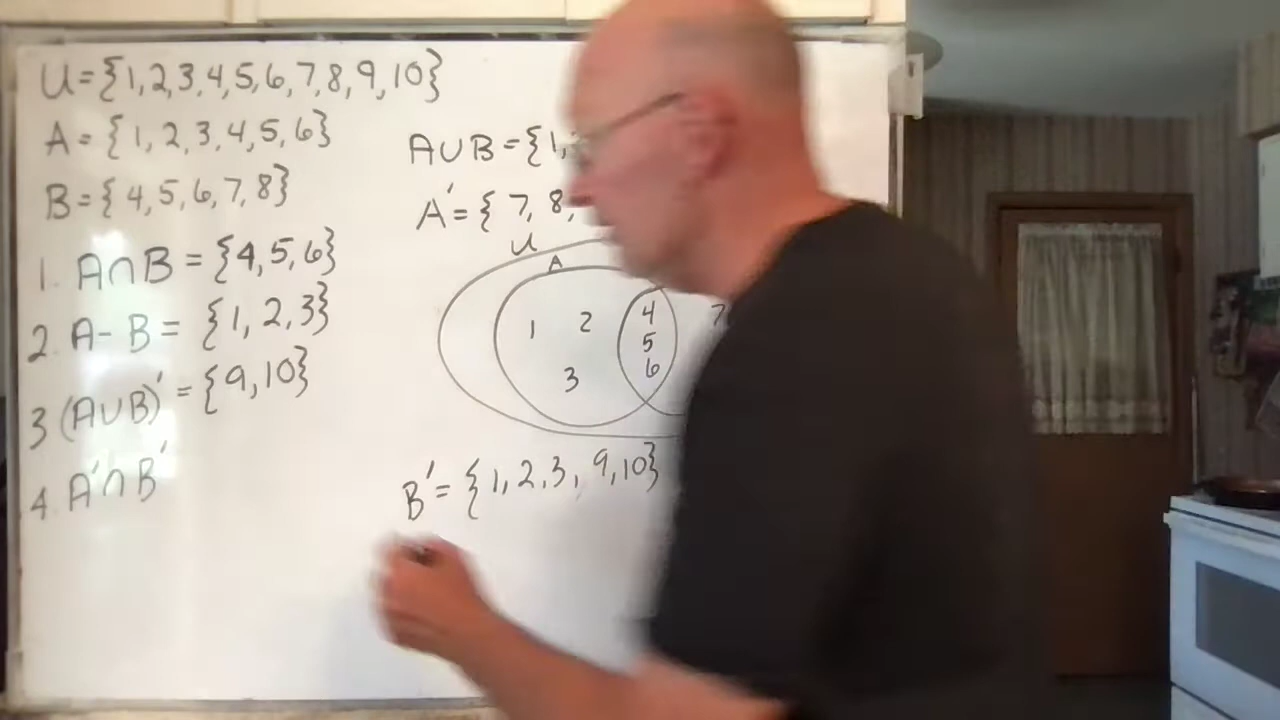 U={1,2,3,4,5,6,7,8,9,10}
A={1,2,3,4,5,6}
B={4,5,6,7,8}
1. A∩B={4,5,6}
2. A-B={1,2,3}
3 (A∪B)'={9,10}
4. A'∩B'
A∪B={1,
A'={7,8,
U
A
1 2 4 7
5
3 6
B'={1,2,3,9,10}